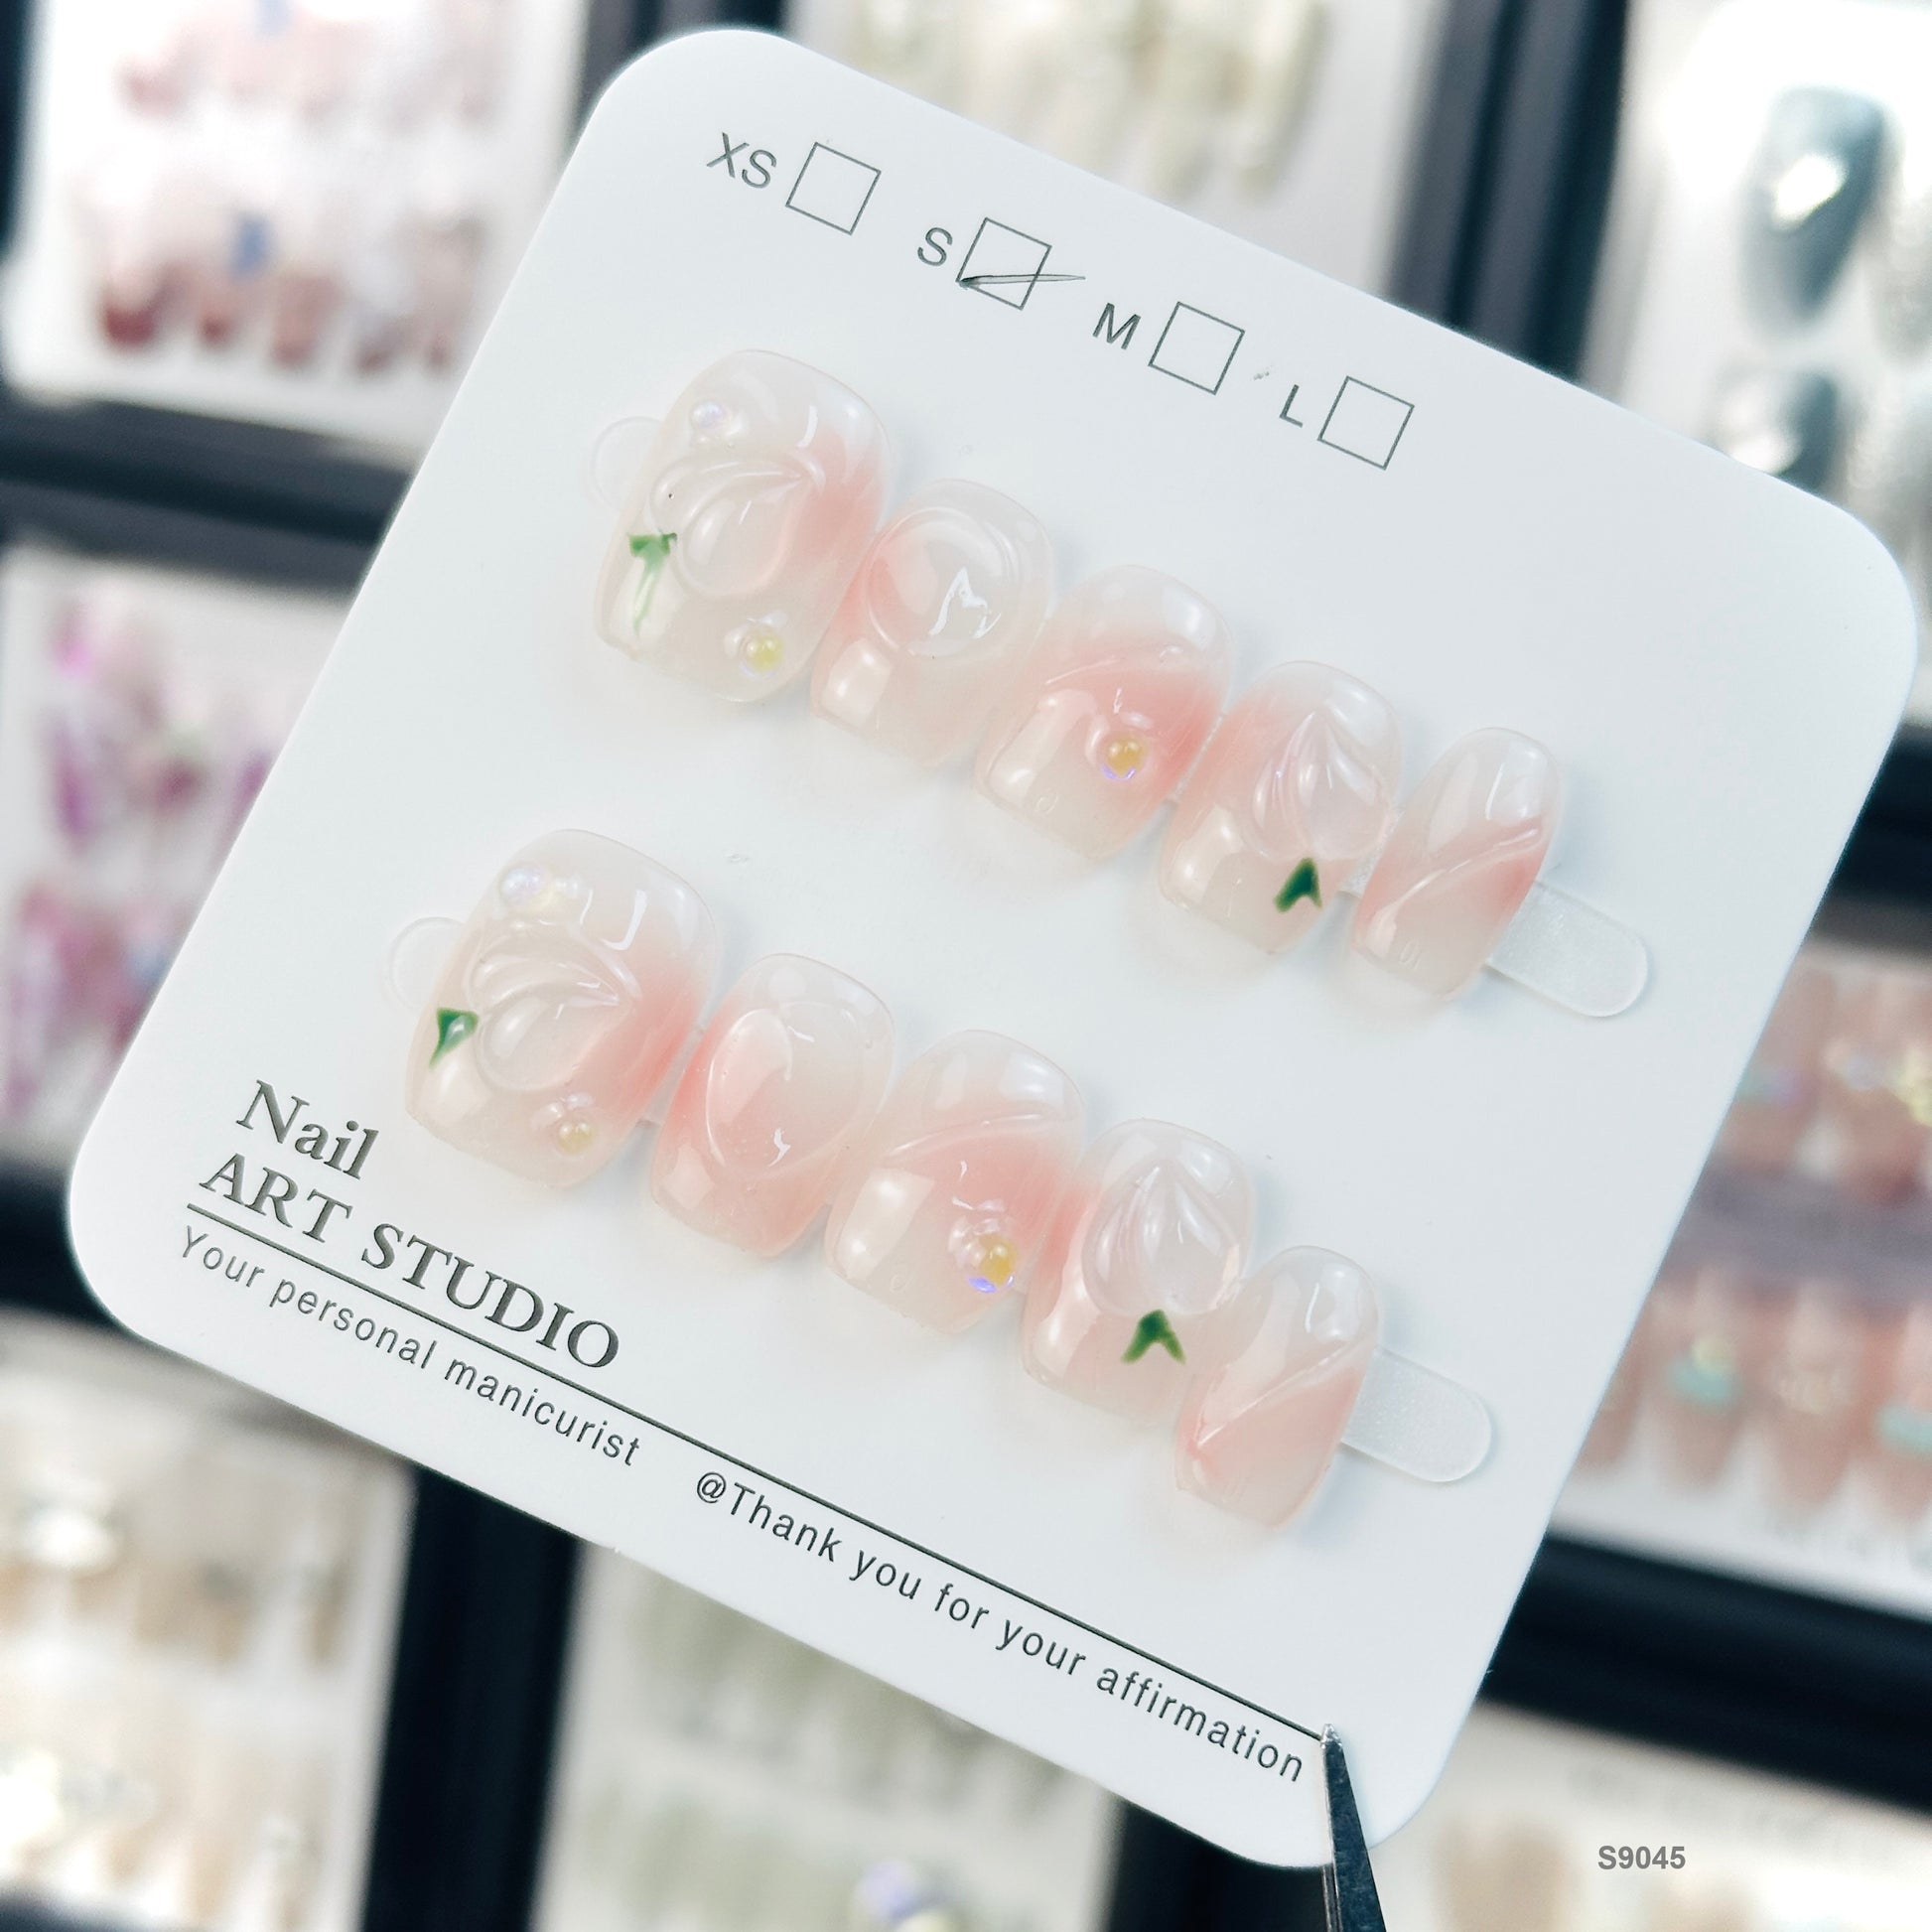 XS S M L
Nail
ART STUDIO
Your personal manicurist @Thank you for your affirmation
S9045